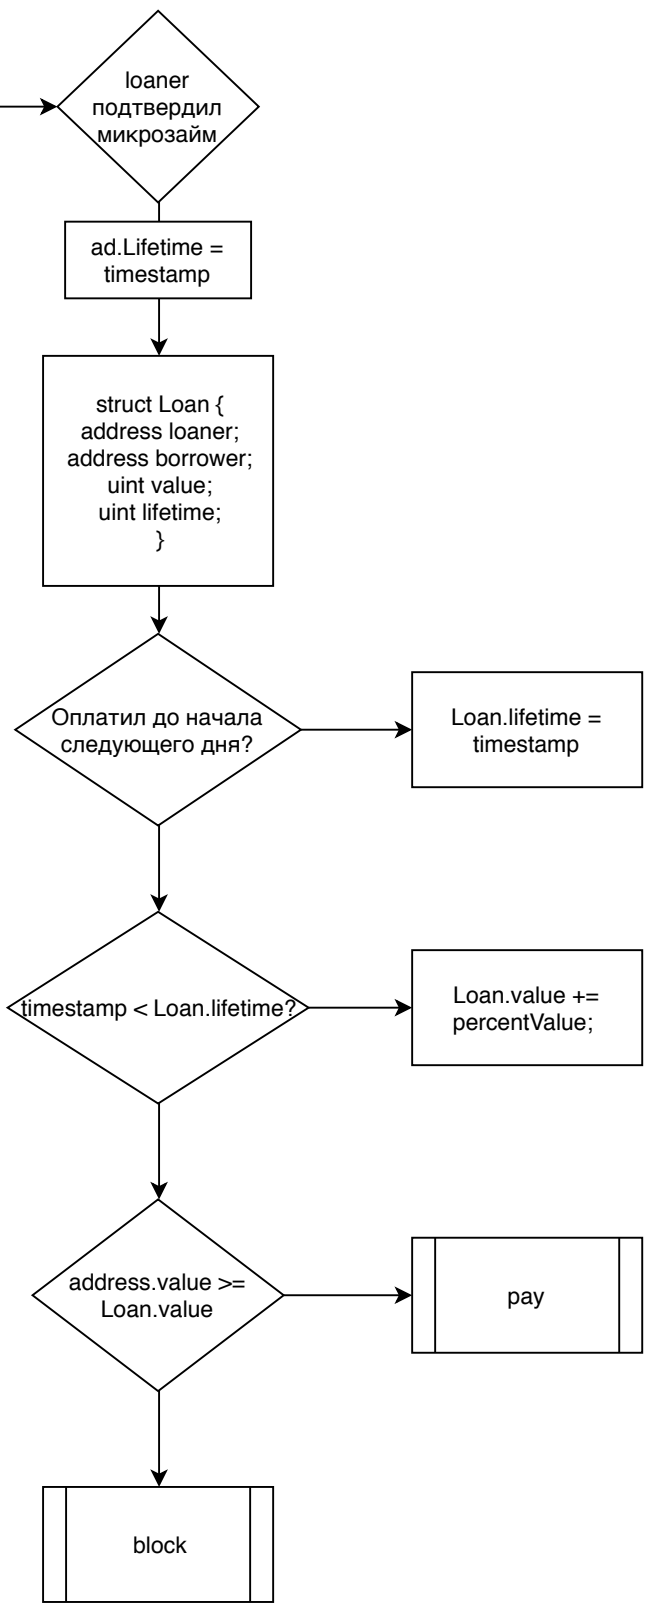 loaner
подтвердил
микрозайм
ad.Lifetime =
timestamp
struct Loan {
address loaner;
address borrower;
uint value;
uint lifetime;
}
Оплатил до начала
следующего дня?
Loan.lifetime =
timestamp
timestamp < Loan.lifetime?
Loan.value +=
percentValue;
address.value >=
Loan.value
pay
block